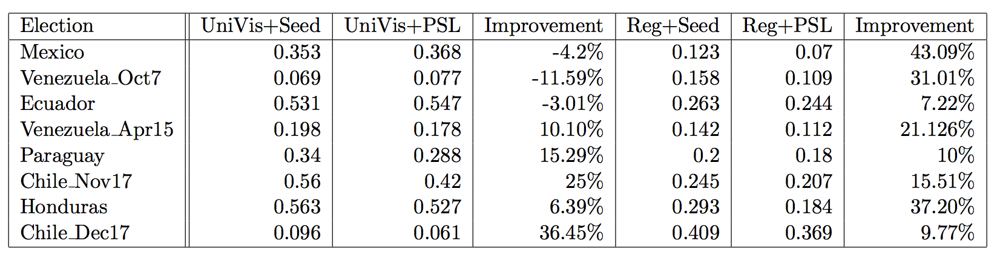 Election UniVis+Seed UniVis+PSL Improvement Reg+Seed Reg+PSL Improvement
Mexico 0.353 0.368 -4.2% 0.123 0.07 43.09%
Venezuela_Oct7 0.069 0.077 -11.59% 0.158 0.109 31.01%
Ecuador 0.531 0.547 -3.01% 0.263 0.244 7.22%
Venezuela_Apr15 0.198 0.178 10.10% 0.142 0.112 21.126%
Paraguay 0.34 0.288 15.29% 0.2 0.18 10%
Chile_Nov17 0.56 0.42 25% 0.245 0.207 15.51%
Honduras 0.563 0.527 6.39% 0.293 0.184 37.20%
Chile_Dec17 0.096 0.061 36.45% 0.409 0.369 9.77%